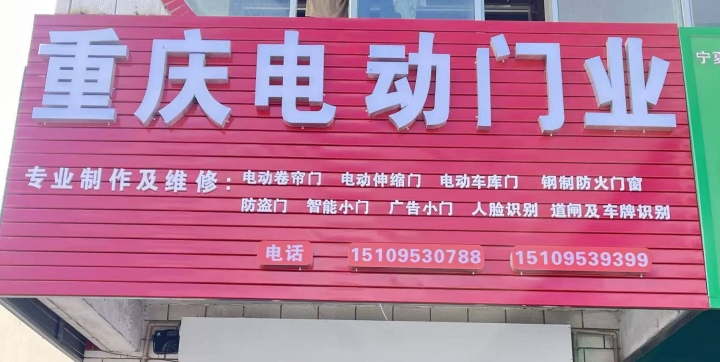 重庆电动门业
专业制作及维修：电动卷帘门 电动伸缩门 电动车库门 钢制防火门窗
防盗门 智能小门 广告小门 人脸识别 道闸及车牌识别
电话 15109530788 15109539399
宁夏